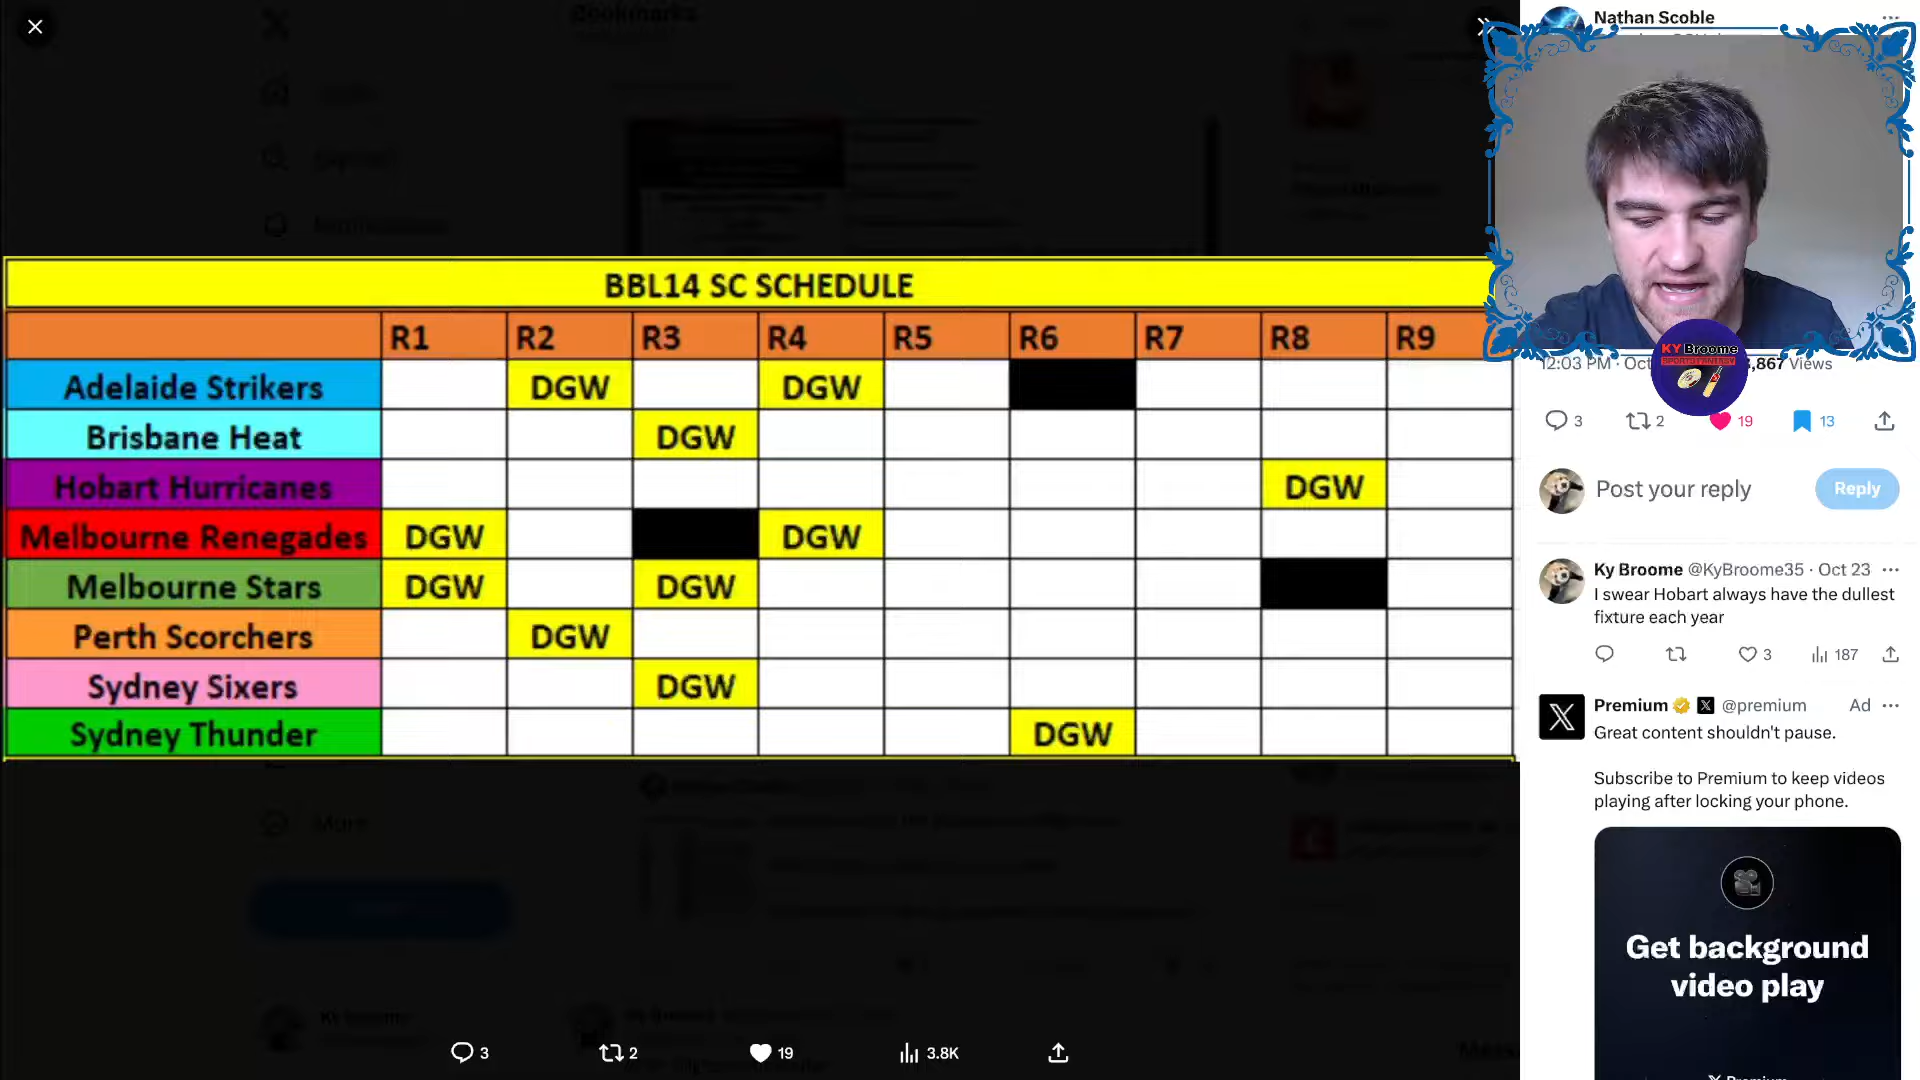 Nathan Scoble
BBL14 SC SCHEDULE
R1 R2 R3 R4 R5 R6 R7 R8 R9
Adelaide Strikers DGW DGW
Brisbane Heat DGW
Hobart Hurricanes DGW
Melbourne Renegades DGW DGW
Melbourne Stars DGW DGW
Perth Scorchers DGW
Sydney Sixers DGW
Sydney Thunder DGW
3 2 19 3.8K
KY Broome
12:03 PM · Oct ,867 Views
3 2 19 13
Post your reply
Reply
Ky Broome @KyBroome35 · Oct 23
I swear Hobart always have the dullest
fixture each year
3 187
Premium @premium Ad
Great content shouldn't pause.
Subscribe to Premium to keep videos
playing after locking your phone.
Get background
video play
Premium